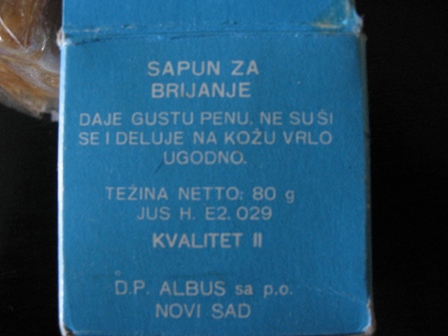 SAPUN ZA
BRIJANJE
DAJE GUSTU PENU, NE SUŠI
SE I DELUJE NA KOŽU VRLO
UGODNO.
TEŽINA NETTO: 80 g
JUS H. E2. 029
KVALITET II
D.P. ALBUS sa p.o.
NOVI SAD